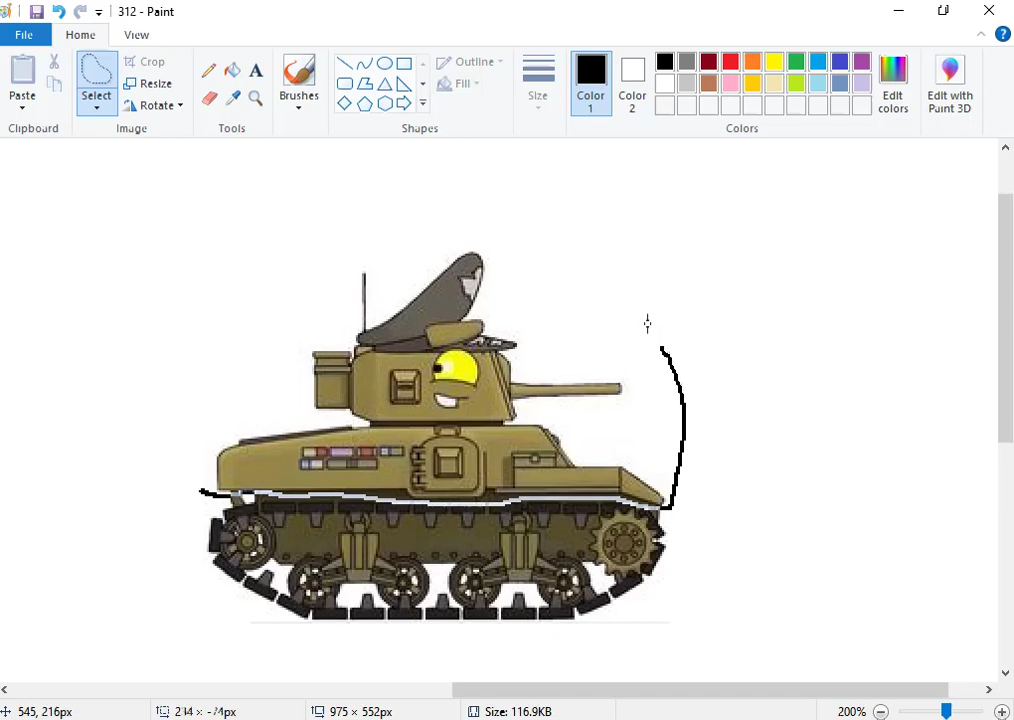 312 - Paint
File
Home
View
Paste
Clipboard
Select
Crop
Resize
Rotate
Image
A
Tools
Brushes
Outline
Fill
Shapes
Size
Color
1
Color
2
Edit
colors
Edit with
Paint 3D
Colors
545, 216px
975 × 552px
Size: 116.9KB
200%